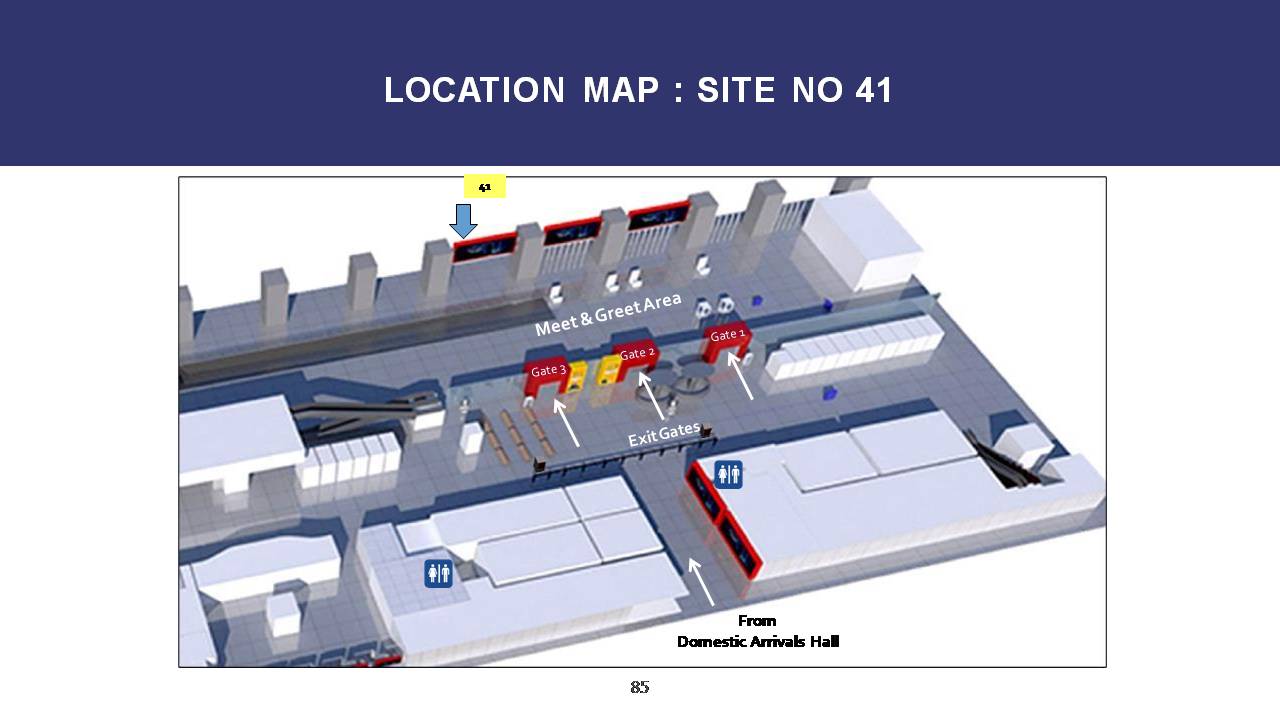 LOCATION MAP : SITE NO 41
41
Meet & Greet Area
Gate 1
Gate 2
Gate 3
Exit Gates
From
Domestic Arrivals Hall
85